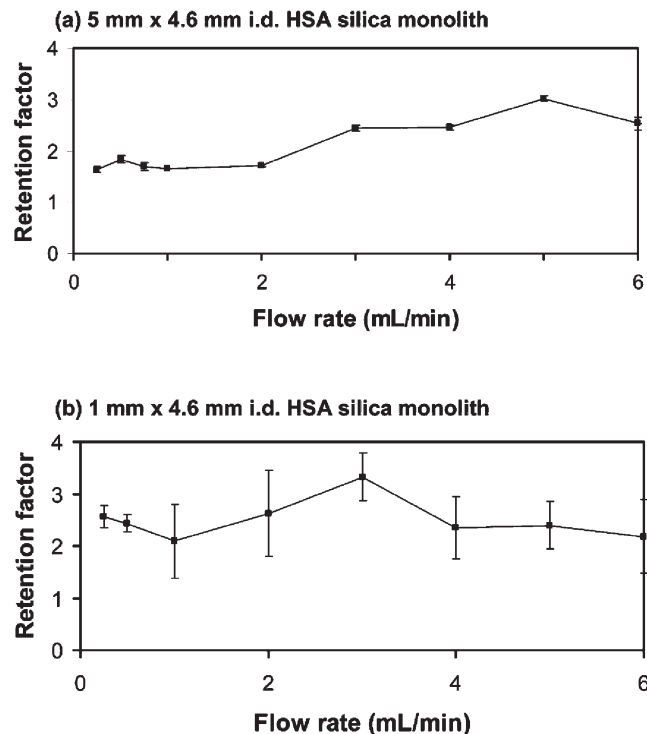 (a) 5 mm x 4.6 mm i.d. HSA silica monolith
4
3
2
1
0
Retention factor
0 2 4 6
Flow rate (mL/min)
(b) 1 mm x 4.6 mm i.d. HSA silica monolith
4
3
2
1
0
Retention factor
0 2 4 6
Flow rate (mL/min)